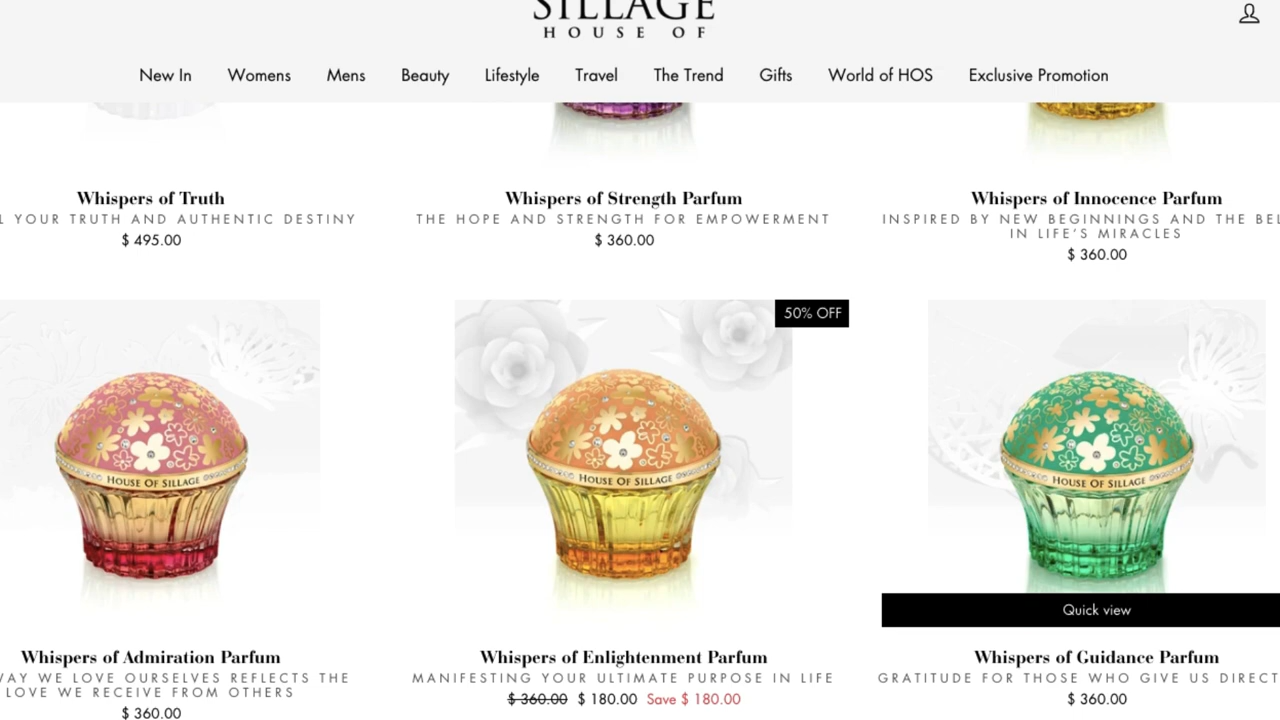 SILLAGE
HOUSE OF
New In Womens Mens Beauty Lifestyle Travel The Trend Gifts World of HOS Exclusive Promotion
Whispers of Truth
YOUR TRUTH AND AUTHENTIC DESTINY
$ 495.00
Whispers of Strength Parfum
THE HOPE AND STRENGTH FOR EMPOWERMENT
$ 360.00
Whispers of Innocence Parfum
INSPIRED BY NEW BEGINNINGS AND THE
IN LIFE'S MIRACLES
$ 360.00
HOUSE OF SILLAGE
Whispers of Admiration Parfum
WE LOVE OURSELVES REFLECTS THE
LOVE WE RECEIVE FROM OTHERS
$ 360.00
50% OFF
HOUSE OF SILLAGE
Whispers of Enlightenment Parfum
MANIFESTING YOUR ULTIMATE PURPOSE IN LIFE
$ 360.00 $ 180.00 Save $ 180.00
HOUSE OF SILLAGE
Quick view
Whispers of Guidance Parfum
GRATITUDE FOR THOSE WHO GIVE US DIRECT
$ 360.00